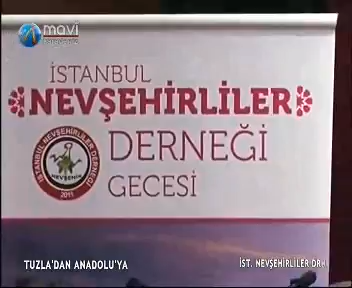 mavi
İSTANBUL
NEVŞEHİRLİLER
DERNEĞİ
GECESİ
İSTANBUL NEVŞEHİRLİLER DERNEĞİ
NEVŞEHİR
2011
TUZLA'DAN ANADOLU'YA
İST. NEVŞEHİRLİLER